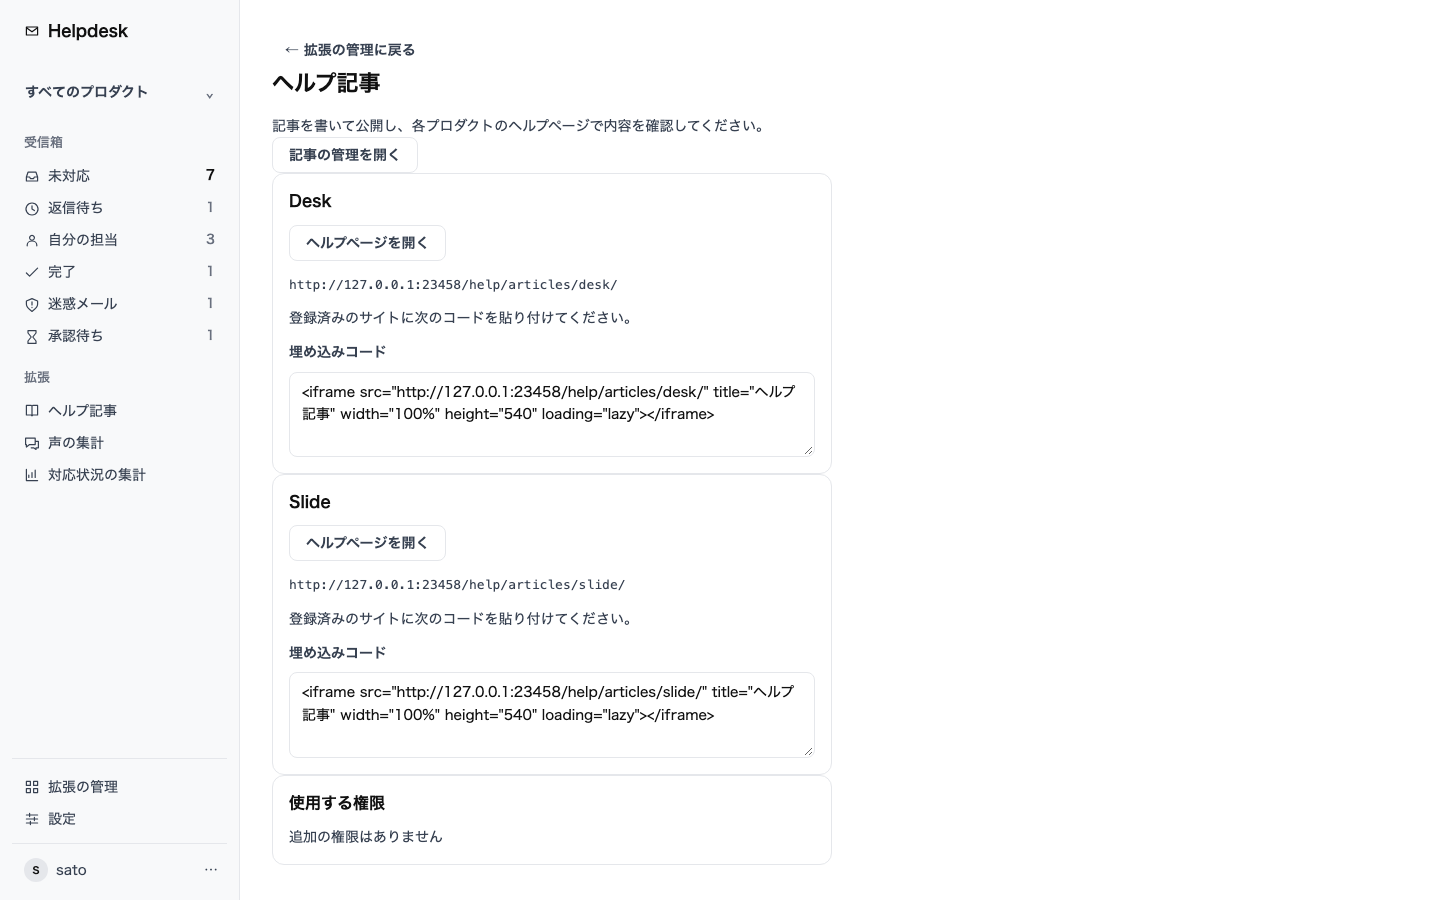 Helpdesk
すべてのプロダクト
受信箱
未対応 7
返信待ち 1
自分の担当 3
完了 1
迷惑メール 1
承認待ち 1
拡張
ヘルプ記事
声の集計
対応状況の集計
拡張の管理
設定
S sato …
← 拡張の管理に戻る
ヘルプ記事
記事を書いて公開し、各プロダクトのヘルプページで内容を確認してください。
記事の管理を開く
Desk
ヘルプページを開く
http://127.0.0.1:23458/help/articles/desk/
登録済みのサイトに次のコードを貼り付けてください。
埋め込みコード
<iframe src="http://127.0.0.1:23458/help/articles/desk/" title="ヘルプ
記事" width="100%" height="540" loading="lazy"></iframe>
Slide
ヘルプページを開く
http://127.0.0.1:23458/help/articles/slide/
登録済みのサイトに次のコードを貼り付けてください。
埋め込みコード
<iframe src="http://127.0.0.1:23458/help/articles/slide/" title="ヘルプ
記事" width="100%" height="540" loading="lazy"></iframe>
使用する権限
追加の権限はありません